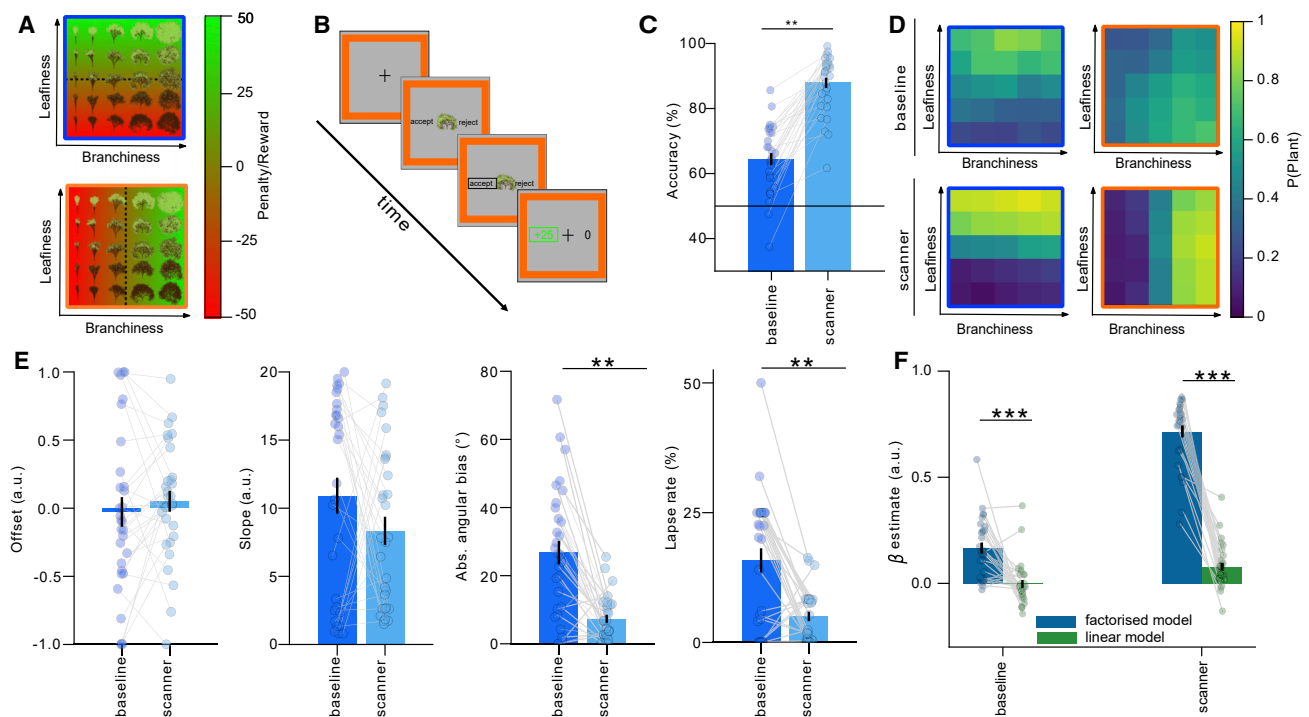 A
Leafiness
Branchiness
Leafiness
Branchiness
50
25
0
-25
-50
Penalty/Reward
B
accept
reject
accept
reject
+25
0
time
C
**
Accuracy (%)
100
80
60
40
baseline
scanner
D
baseline
Leafiness
Branchiness
Leafiness
Branchiness
scanner
Leafiness
Branchiness
Leafiness
Branchiness
1
0.8
0.6
0.4
0.2
0
P(Plant)
E
Offset (a.u.)
1.0
0.5
0.0
-0.5
-1.0
baseline
scanner
Slope (a.u.)
20
15
10
5
0
baseline
scanner
**
Abs. angular bias (°)
80
60
40
20
0
baseline
scanner
**
Lapse rate (%)
50
25
0
baseline
scanner
F
***
***
β estimate (a.u.)
1.0
0.5
0.0
factorised model
linear model
baseline
scanner